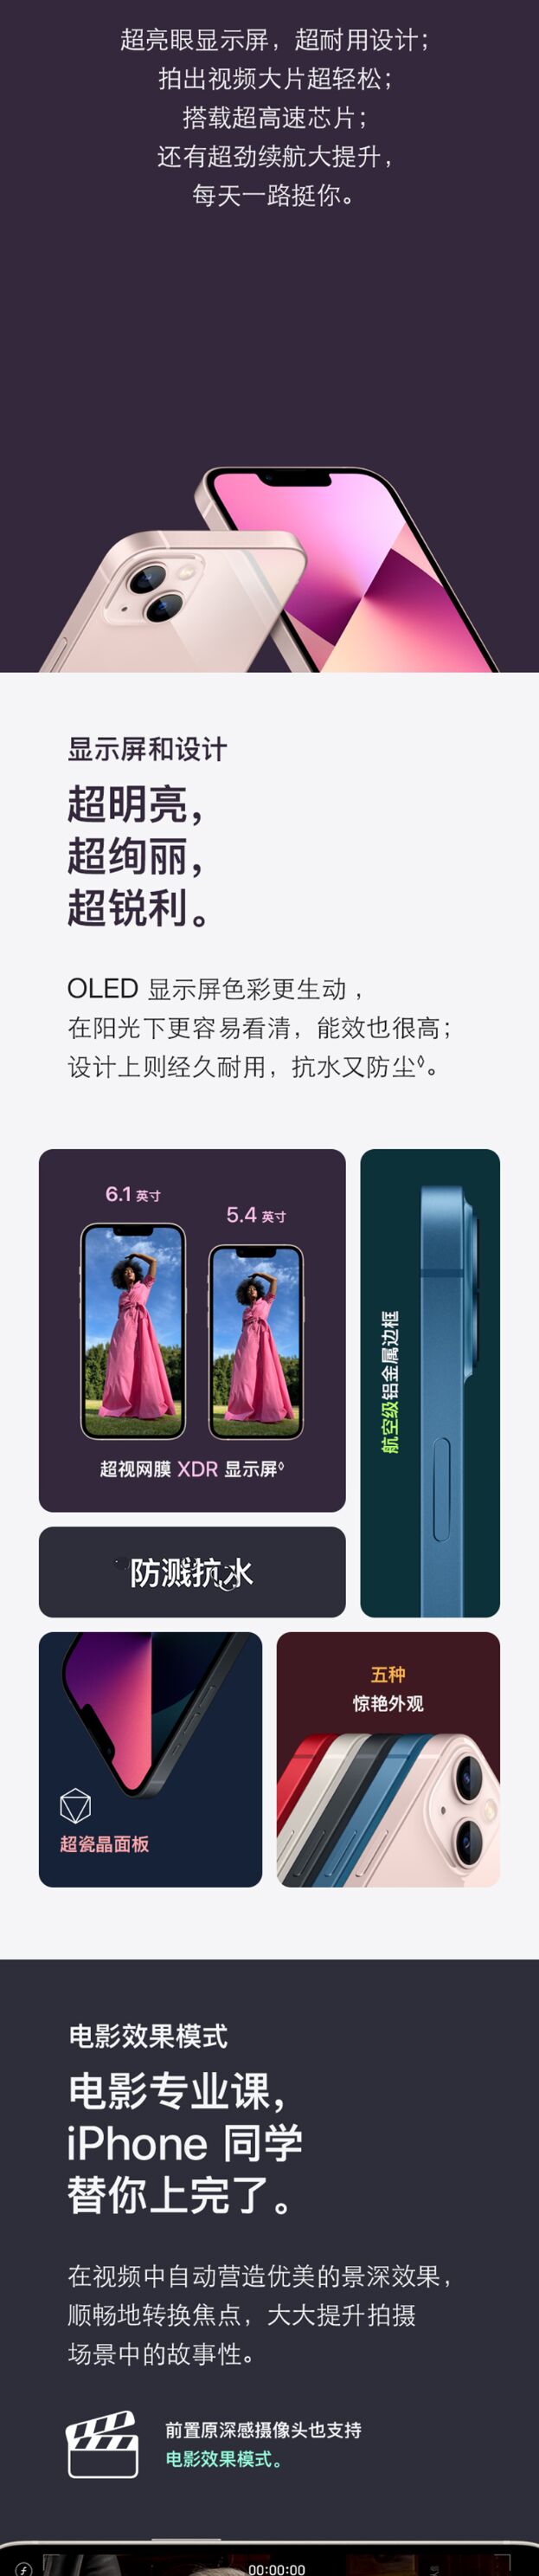 超亮眼显示屏，超耐用设计；
拍出视频大片超轻松；
搭载超高速芯片；
还有超劲续航大提升，
每天一路挺你。
显示屏和设计
超明亮，
超绚丽，
超锐利。
OLED 显示屏色彩更生动，
在阳光下更容易看清，能效也很高；
设计上则经久耐用，抗水又防尘◊。
6.1 英寸
5.4 英寸
超视网膜 XDR 显示屏◊
航空级铝金属边框
防溅抗水
超瓷晶面板
五种
惊艳外观
电影效果模式
电影专业课，
iPhone 同学
替你上完了。
在视频中自动营造优美的景深效果，
顺畅地转换焦点，大大提升拍摄
场景中的故事性。
前置原深感摄像头也支持
电影效果模式。
00:00:00